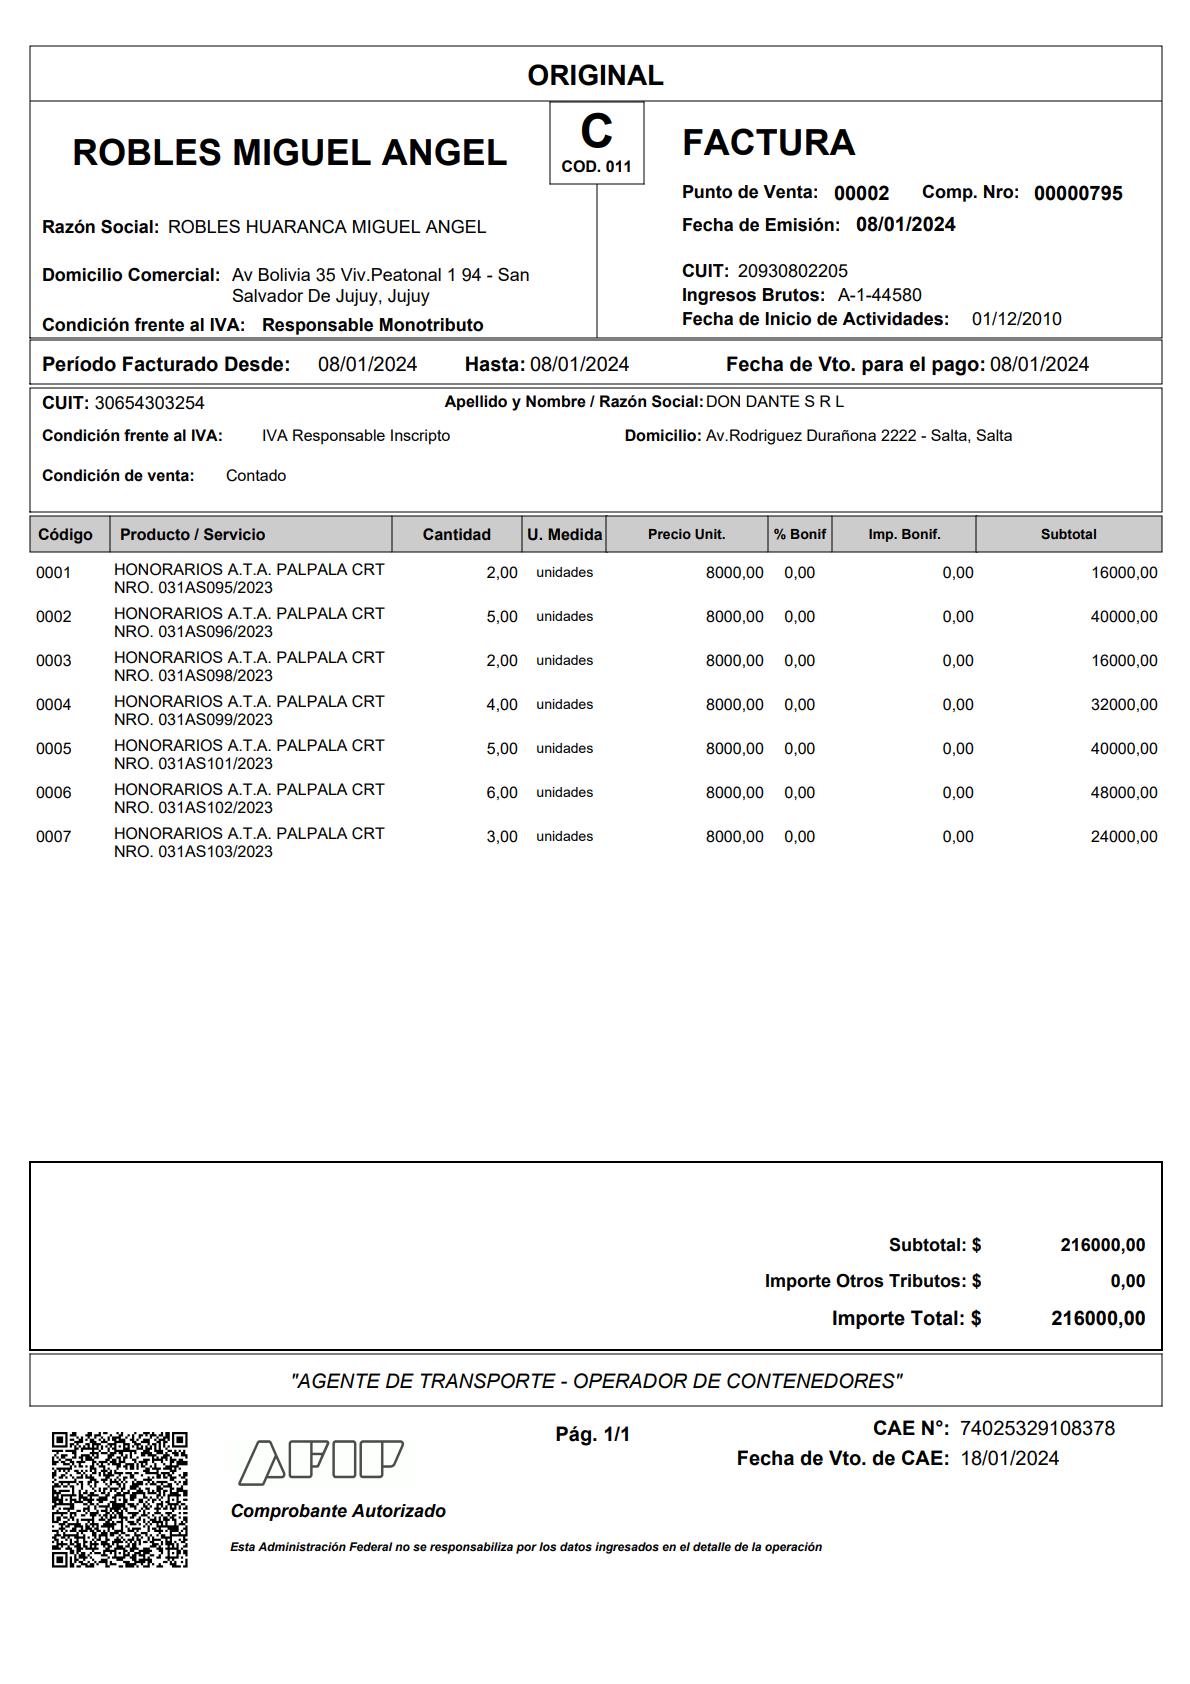 ORIGINAL
ROBLES MIGUEL ANGEL
C
COD. 011
FACTURA
Punto de Venta: 00002 Comp. Nro: 00000795
Fecha de Emisión: 08/01/2024
Razón Social: ROBLES HUARANCA MIGUEL ANGEL
Domicilio Comercial: Av Bolivia 35 Viv.Peatonal 1 94 - San
Salvador De Jujuy, Jujuy
Condición frente al IVA: Responsable Monotributo
CUIT: 20930802205
Ingresos Brutos: A-1-44580
Fecha de Inicio de Actividades: 01/12/2010
Período Facturado Desde: 08/01/2024 Hasta: 08/01/2024 Fecha de Vto. para el pago: 08/01/2024
CUIT: 30654303254 Apellido y Nombre / Razón Social: DON DANTE S R L
Condición frente al IVA: IVA Responsable Inscripto Domicilio: Av.Rodriguez Durañona 2222 - Salta, Salta
Condición de venta: Contado
Código Producto / Servicio Cantidad U. Medida Precio Unit. % Bonif Imp. Bonif. Subtotal
0001 HONORARIOS A.T.A. PALPALA CRT 2,00 unidades 8000,00 0,00 0,00 16000,00
NRO. 031AS095/2023
0002 HONORARIOS A.T.A. PALPALA CRT 5,00 unidades 8000,00 0,00 0,00 40000,00
NRO. 031AS096/2023
0003 HONORARIOS A.T.A. PALPALA CRT 2,00 unidades 8000,00 0,00 0,00 16000,00
NRO. 031AS098/2023
0004 HONORARIOS A.T.A. PALPALA CRT 4,00 unidades 8000,00 0,00 0,00 32000,00
NRO. 031AS099/2023
0005 HONORARIOS A.T.A. PALPALA CRT 5,00 unidades 8000,00 0,00 0,00 40000,00
NRO. 031AS101/2023
0006 HONORARIOS A.T.A. PALPALA CRT 6,00 unidades 8000,00 0,00 0,00 48000,00
NRO. 031AS102/2023
0007 HONORARIOS A.T.A. PALPALA CRT 3,00 unidades 8000,00 0,00 0,00 24000,00
NRO. 031AS103/2023
Subtotal: $ 216000,00
Importe Otros Tributos: $ 0,00
Importe Total: $ 216000,00
"AGENTE DE TRANSPORTE - OPERADOR DE CONTENEDORES"
AFIP
Pág. 1/1
CAE N°: 74025329108378
Fecha de Vto. de CAE: 18/01/2024
Comprobante Autorizado
Esta Administración Federal no se responsabiliza por los datos ingresados en el detalle de la operación